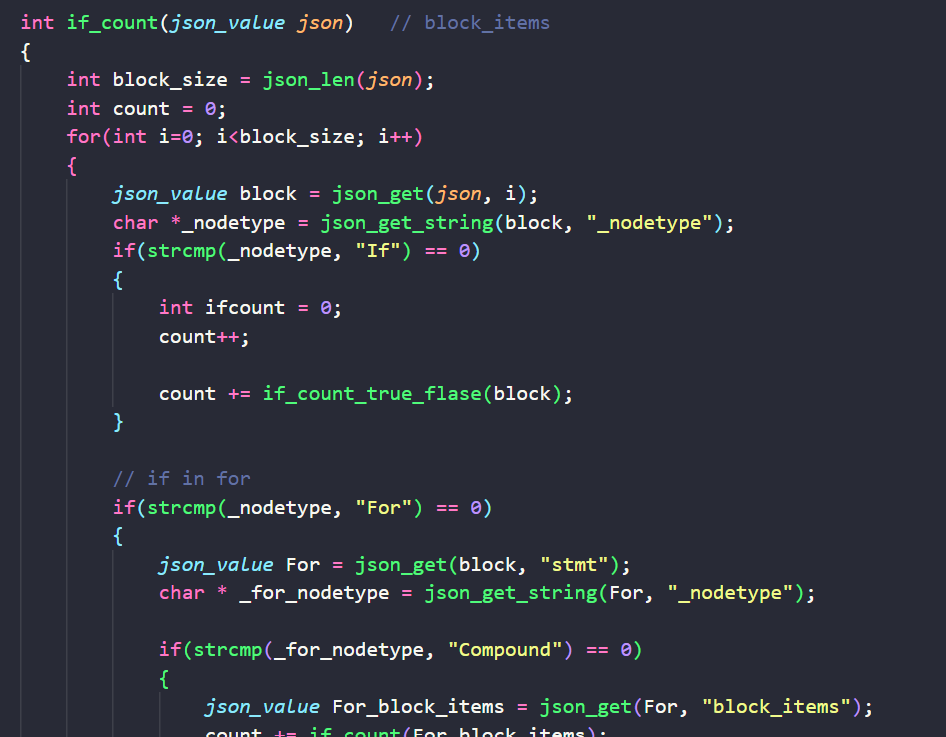 int if_count(json_value json)   // block_items
{
    int block_size = json_len(json);
    int count = 0;
    for(int i=0; i<block_size; i++)
    {
        json_value block = json_get(json, i);
        char *_nodetype = json_get_string(block, "_nodetype");
        if(strcmp(_nodetype, "If") == 0)
        {
            int ifcount = 0;
            count++;

            count += if_count_true_flase(block);
        }

        // if in for
        if(strcmp(_nodetype, "For") == 0)
        {
            json_value For = json_get(block, "stmt");
            char * _for_nodetype = json_get_string(For, "_nodetype");

            if(strcmp(_for_nodetype, "Compound") == 0)
            {
                json_value For_block_items = json_get(For, "block_items");
                count += if_count(For_block_items);